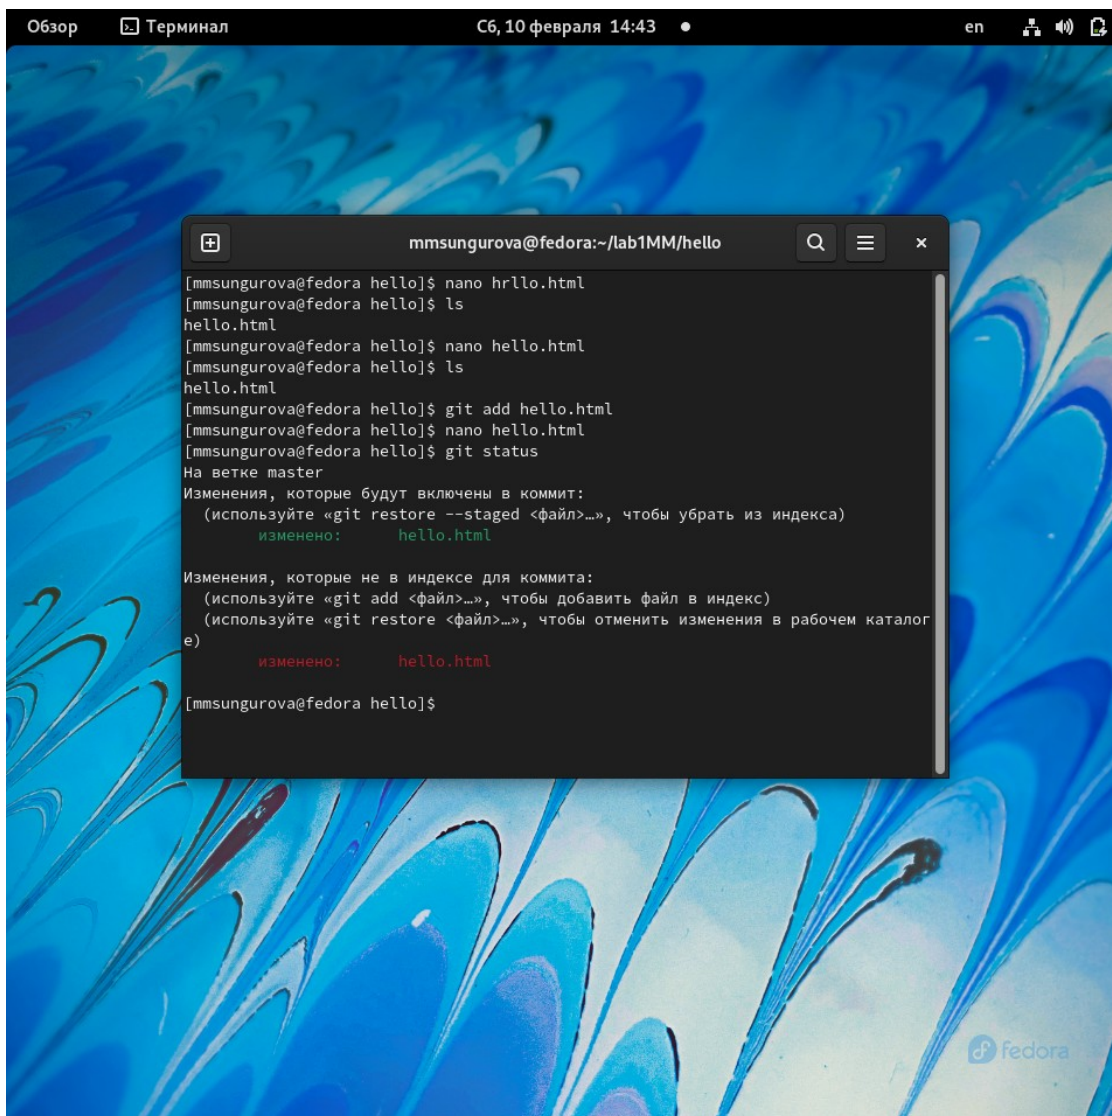 Обзор Терминал Сб, 10 февраля 14:43 en
mmsungurova@fedora:~/lab1MM/hello
[mmsungurova@fedora hello]$ nano hrllo.html
[mmsungurova@fedora hello]$ ls
hello.html
[mmsungurova@fedora hello]$ nano hello.html
[mmsungurova@fedora hello]$ ls
hello.html
[mmsungurova@fedora hello]$ git add hello.html
[mmsungurova@fedora hello]$ nano hello.html
[mmsungurova@fedora hello]$ git status
На ветке master
Изменения, которые будут включены в коммит:
  (используйте «git restore --staged <файл>…», чтобы убрать из индекса)
        изменено:      hello.html

Изменения, которые не в индексе для коммита:
  (используйте «git add <файл>…», чтобы добавить файл в индекс)
  (используйте «git restore <файл>…», чтобы отменить изменения в рабочем каталог
е)
        изменено:      hello.html

[mmsungurova@fedora hello]$
fedora